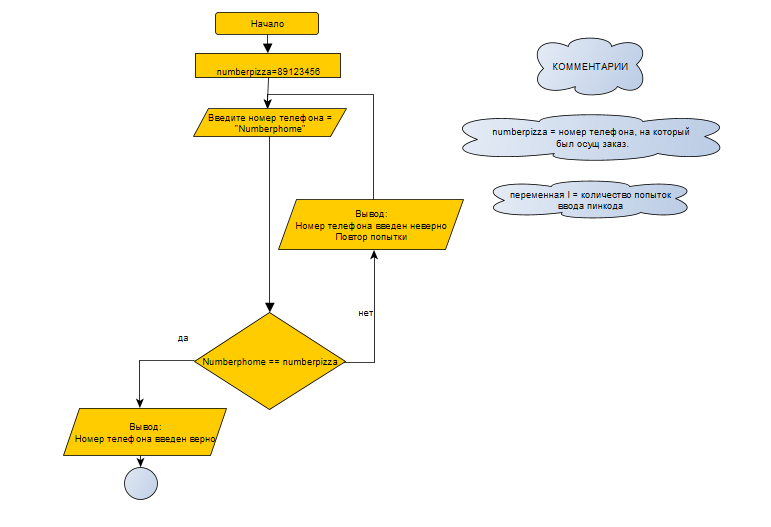 Начало
numberpizza=89123456
Введите номер телефона =
"Numberphome"
КОММЕНТАРИИ
numberpizza = номер телефона, на который
был осущ заказ.
переменная I = количество попыток
ввода пинкода
Вывод:
Номер телефона введен неверно
Повтор попытки
нет
да
Numberphome == numberpizza
Вывод:
Номер телефона введен верно